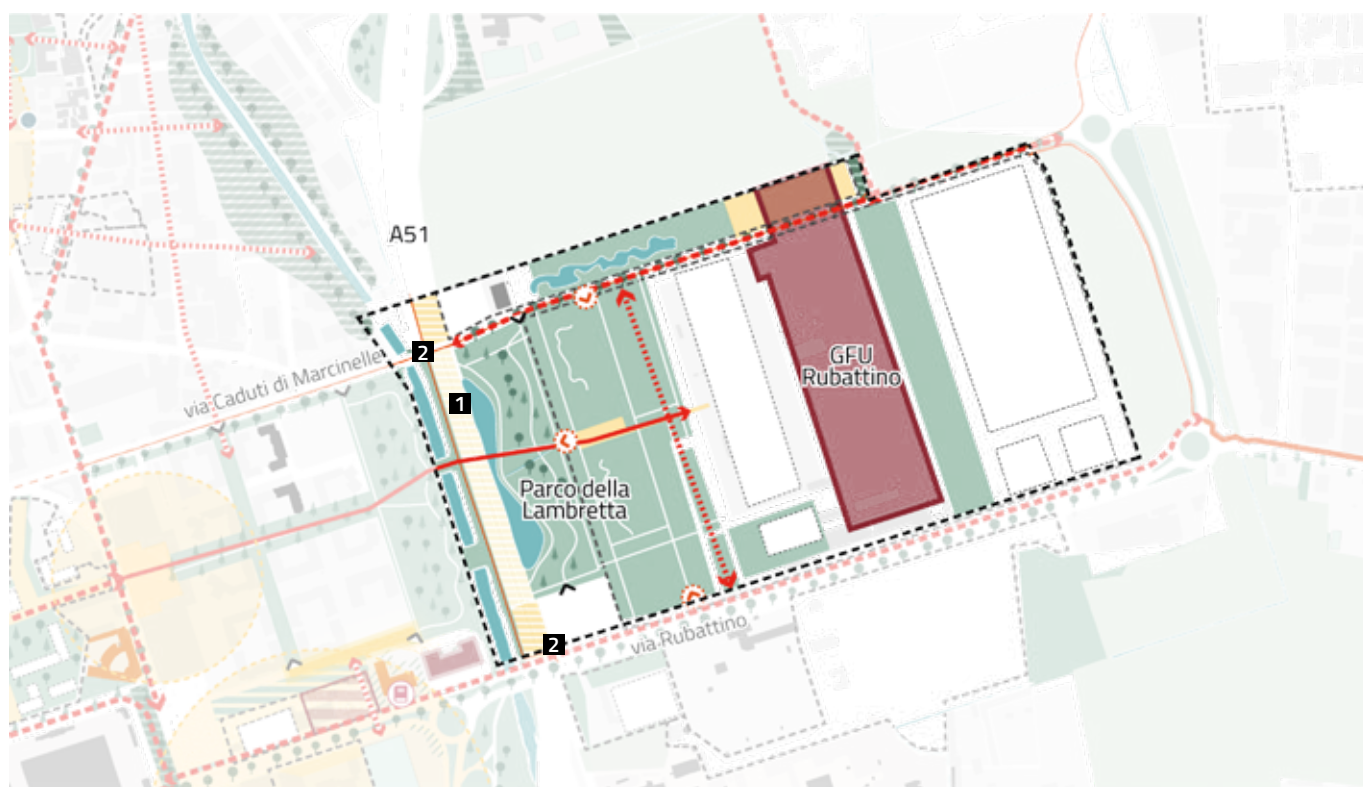 A51
2
via Caduti di Marcinelle
1
GFU
Rubattino
Parco della
Lambretta
2
via Rubattino